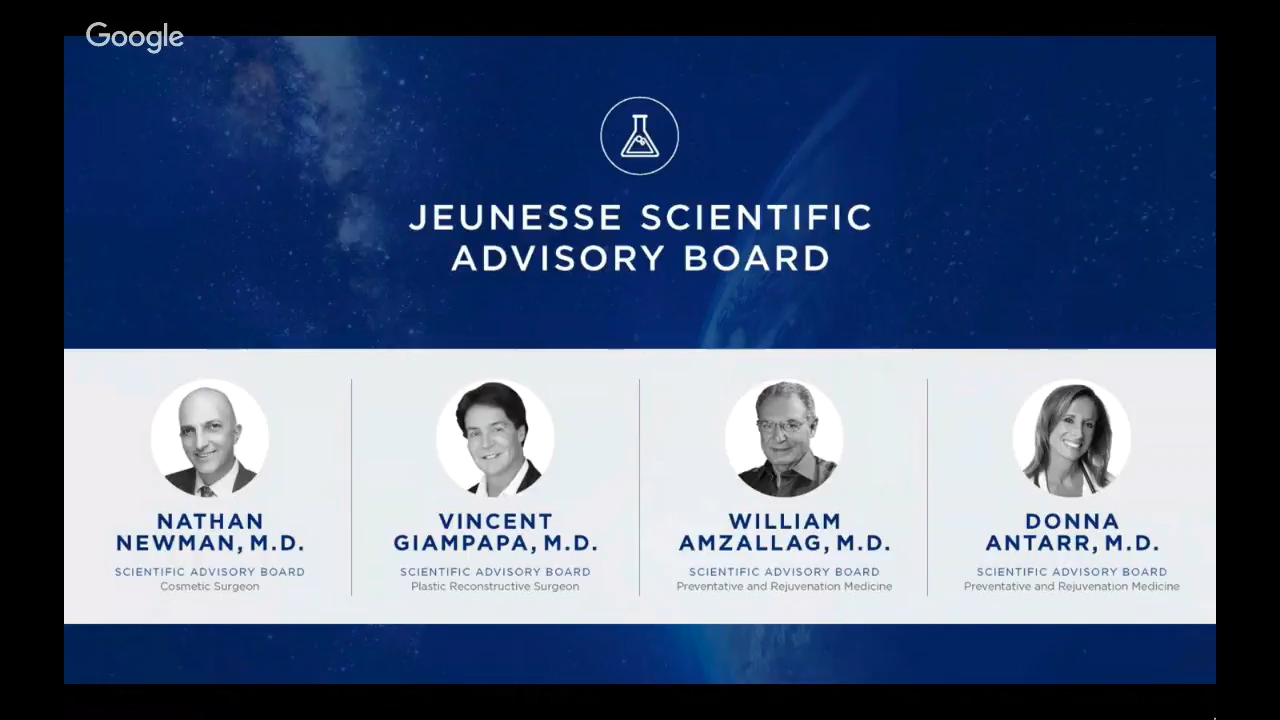 Google
JEUNESSE SCIENTIFIC
ADVISORY BOARD
NATHAN
NEWMAN, M.D.
SCIENTIFIC ADVISORY BOARD
Cosmetic Surgeon
VINCENT
GIAMPAPA, M.D.
SCIENTIFIC ADVISORY BOARD
Plastic Reconstructive Surgeon
WILLIAM
AMZALLAG, M.D.
SCIENTIFIC ADVISORY BOARD
Preventative and Rejuvenation Medicine
DONNA
ANTARR, M.D.
SCIENTIFIC ADVISORY BOARD
Preventative and Rejuvenation Medicine